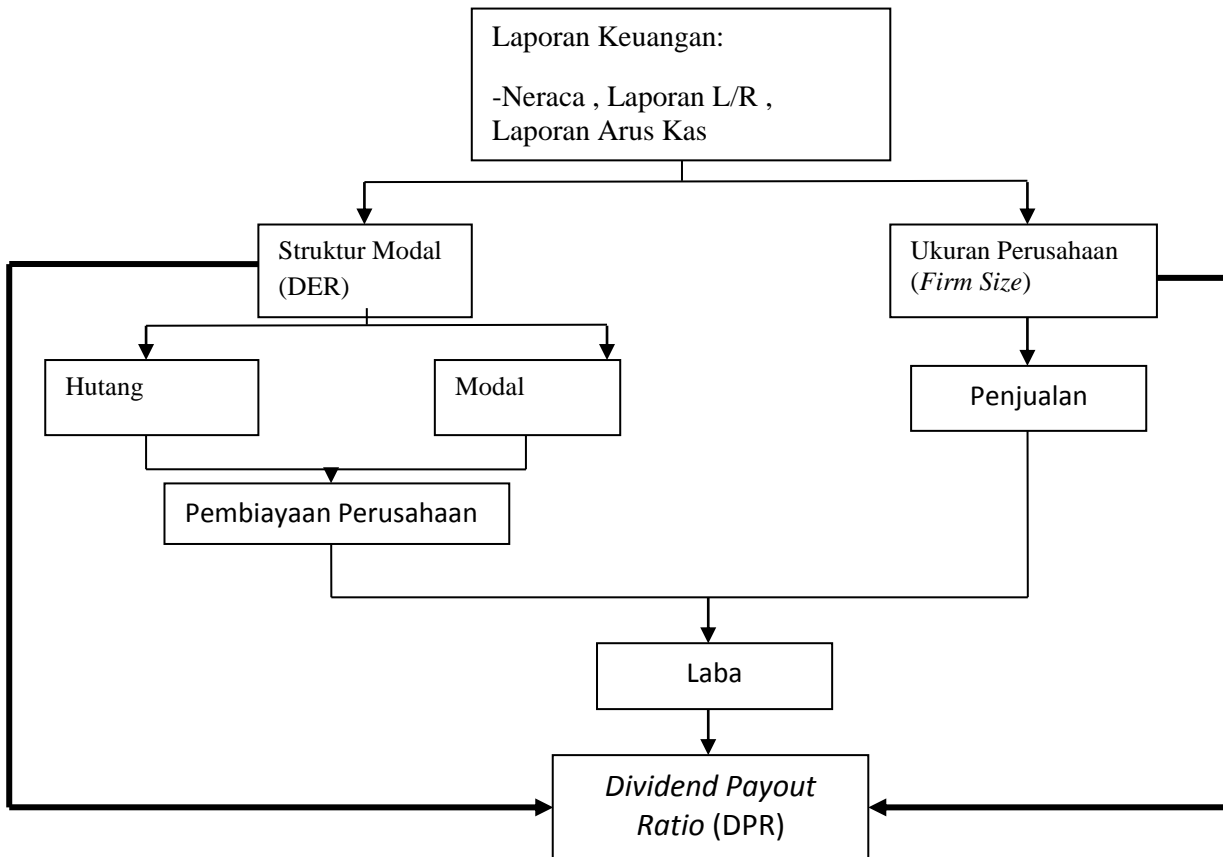 Laporan Keuangan:
-Neraca , Laporan L/R ,
Laporan Arus Kas
Struktur Modal
(DER)
Ukuran Perusahaan
(Firm Size)
Hutang
Modal
Penjualan
Pembiayaan Perusahaan
Laba
Dividend Payout
Ratio (DPR)